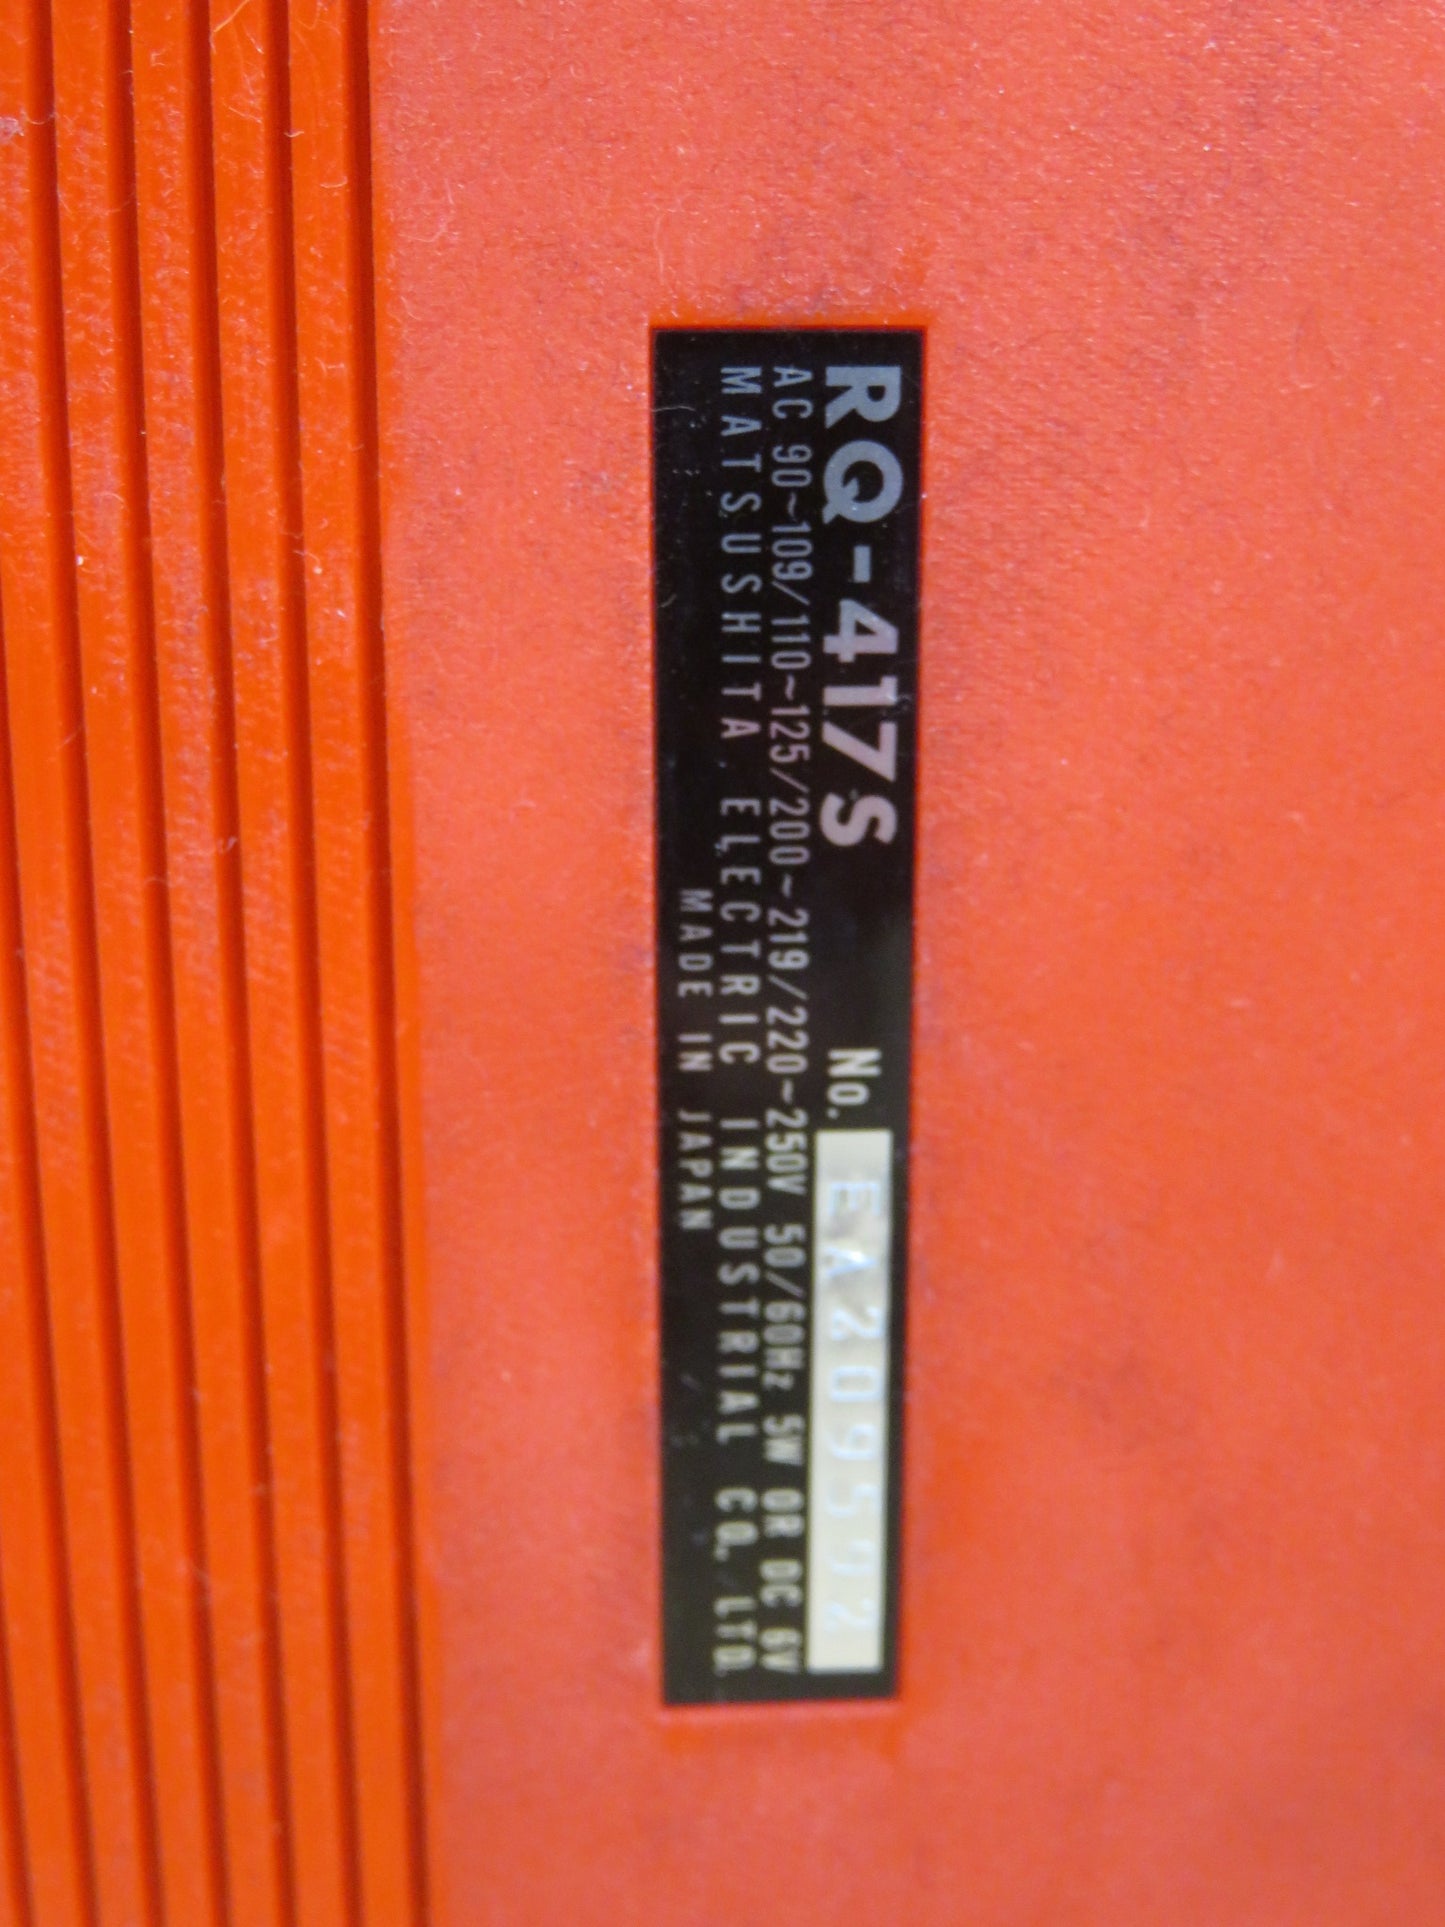 RQ-417S No. EA209592
AC 90~109/110~125/200~219/220~250V 50/60Hz 5W OR DC 6V
MATSUSHITA ELECTRIC INDUSTRIAL CO., LTD.
MADE IN JAPAN